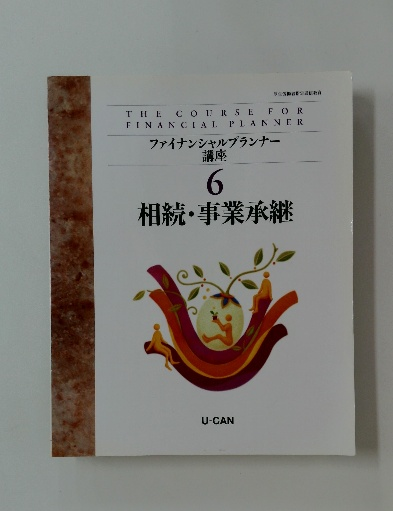 THE COURSE FOR
FINANCIAL PLANNER
ファイナンシャルプランナー
講座
6
相続・事業承継
U-CAN